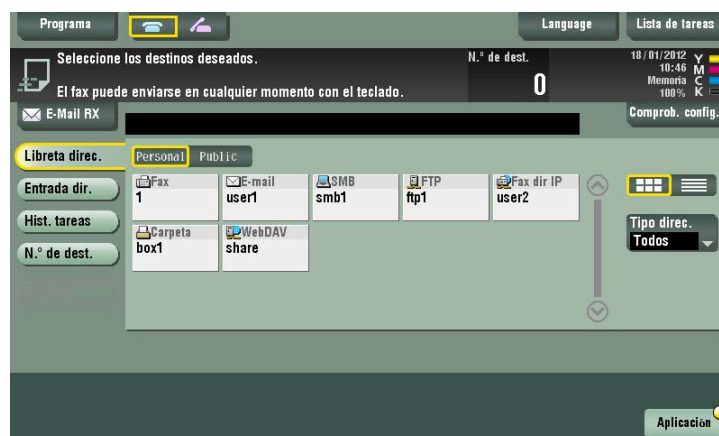 Programa
Language
Lista de tareas
Seleccione los destinos deseados.
N.º de dest.
0
El fax puede enviarse en cualquier momento con el teclado.
18/01/2012
10:46
Memoria
100%
Y
M
C
K
E-Mail RX
Comprob. config.
Libreta direc.
Personal Public
Entrada dir.
Fax
1
E-mail
user1
SMB
smb1
FTP
ftp1
Fax dir IP
user2
Hist. tareas
Tipo direc.
Todos
Carpeta
box1
WebDAV
share
N.º de dest.
Aplicación